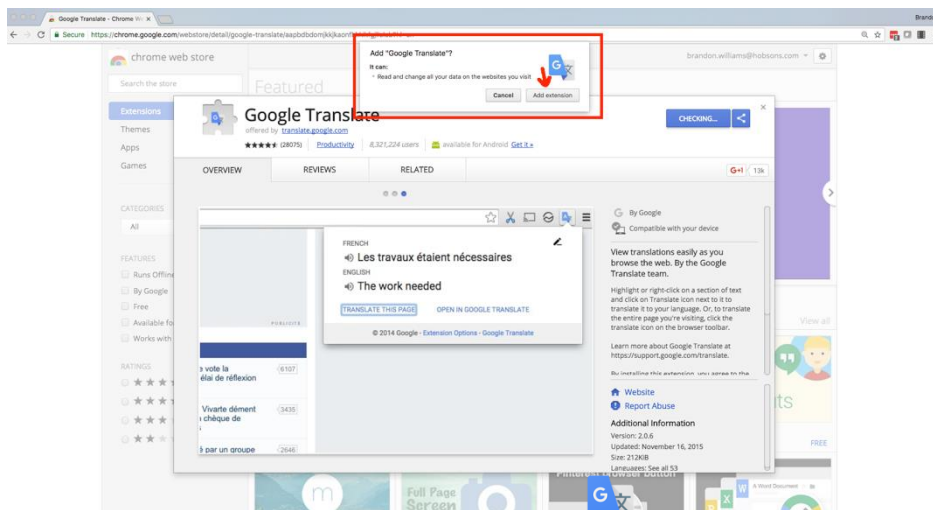 Google Translate - Chrome We
Brando
Secure https://chrome.google.com/webstore/detail/google-translate/
chrome web store
brandon.williams@hobsons.com
Search the store
Featured
Extensions
Themes
Apps
Games
CATEGORIES
All
FEATURES
Runs Offline
By Google
Free
Available fo
Works with
RATINGS
Add "Google Translate"?
It can:
Read and change all your data on the websites you visit
Cancel
Add extension
Google Translate
offered by translate.google.com
(28075)
Productivity
8,321,224 users
available for Android Get it »
CHECKING...
OVERVIEW
REVIEWS
RELATED
G+1
13k
FRENCH
Les travaux étaient nécessaires
ENGLISH
The work needed
TRANSLATE THIS PAGE
OPEN IN GOOGLE TRANSLATE
© 2014 Google - Extension Options - Google Translate
PUBLICITÉ
e vote la
élai de réflexion
6107
Vivarte dément
chèque de
3435
é par un groupe
2646
By Google
Compatible with your device
View translations easily as you
browse the web. By the Google
Translate team.
Highlight or right-click on a section of text
and click on Translate icon next to it to
translate it to your language. Or, to translate
the entire page you're visiting, click the
translate icon on the browser toolbar.
Learn more about Google Translate at
https://support.google.com/translate.
By installing this extension, you agree to the
Website
Report Abuse
Additional Information
Version: 2.0.6
Updated: November 16, 2015
Size: 212KiB
Languages: See all 53
View all
ts
FREE
Full Page
Screen
Pinterest Browser Button
A Word Document